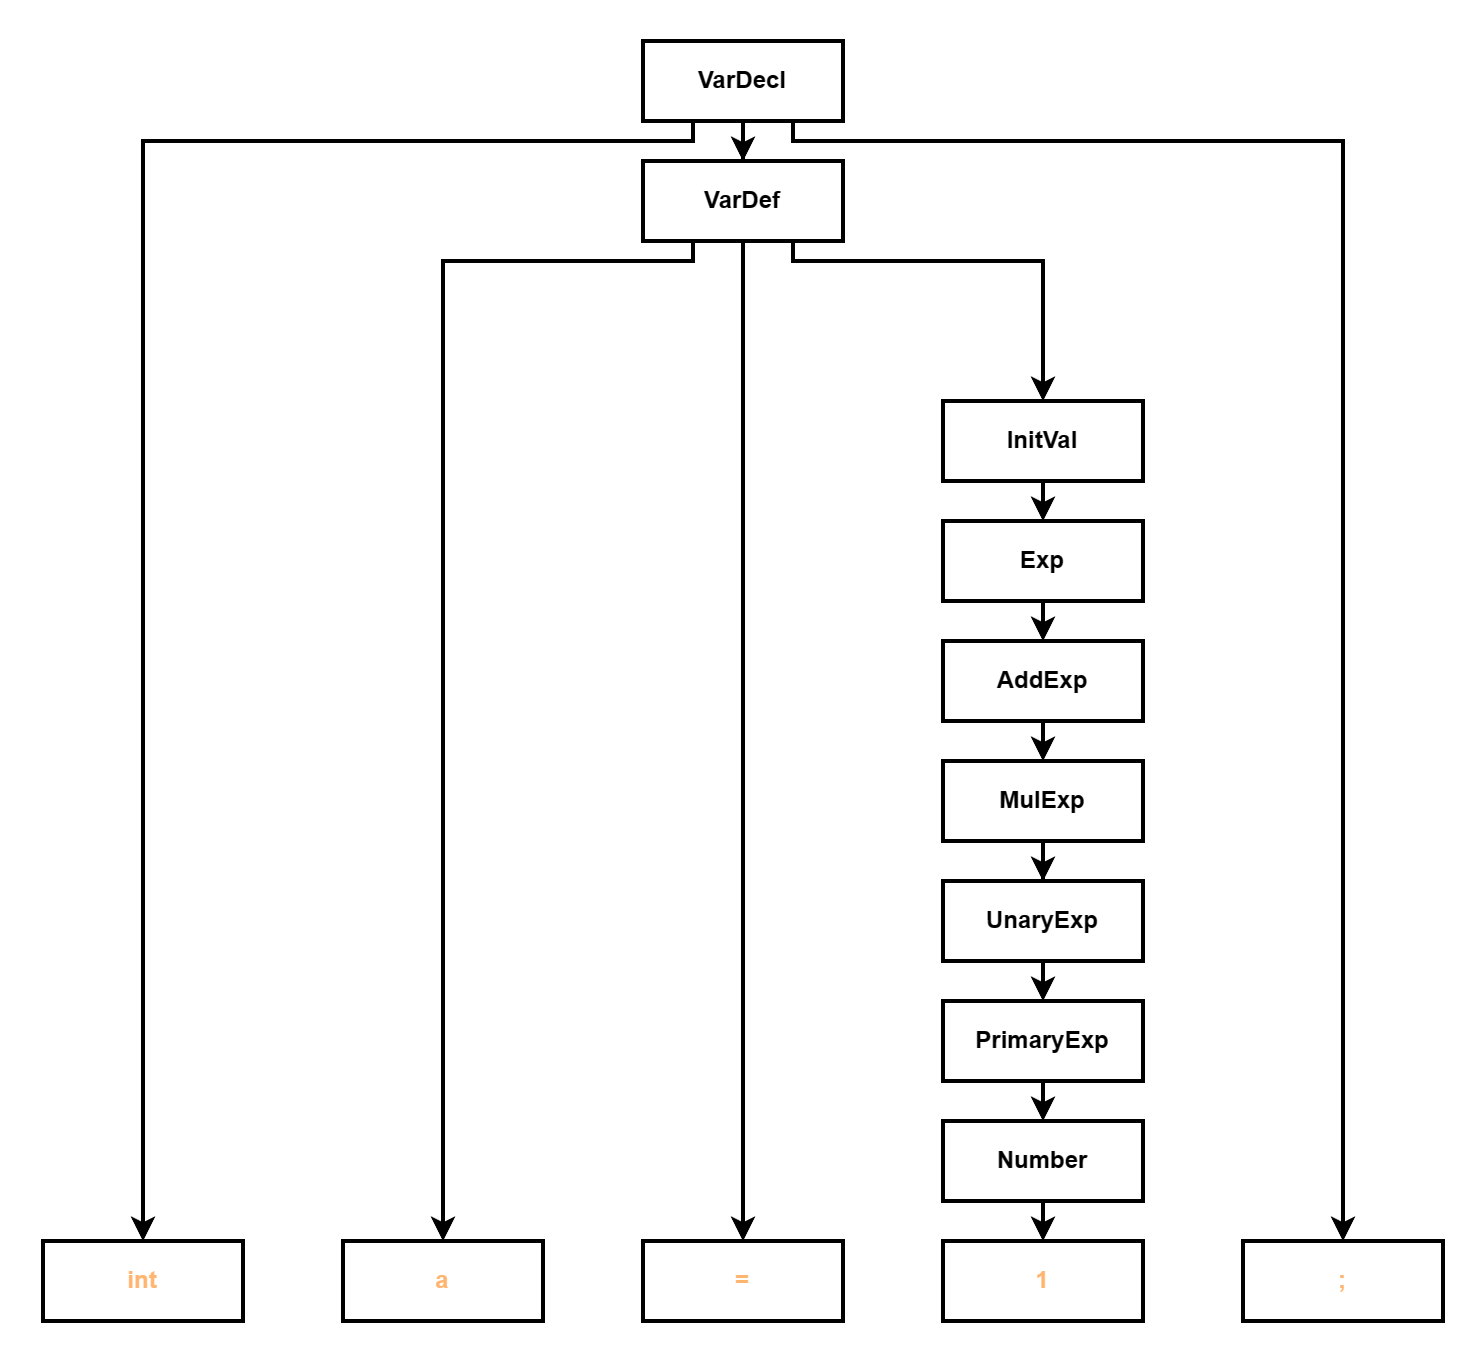 VarDecl
VarDef
InitVal
Exp
AddExp
MulExp
UnaryExp
PrimaryExp
Number
int
a
=
1
;